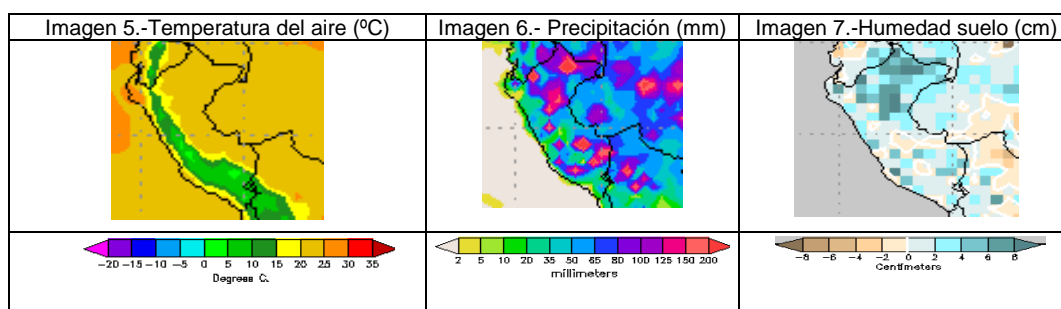 Imagen 5.-Temperatura del aire (ºC)
Imagen 6.- Precipitación (mm)
Imagen 7.-Humedad suelo (cm)
-20 -15 -10 -5 0 5 10 15 20 25 30 35
Degrees C.
2 5 10 20 35 50 65 80 100 125 150 200
millimeters
-8 -6 -4 -2 0 2 4 6 8
Centimeters